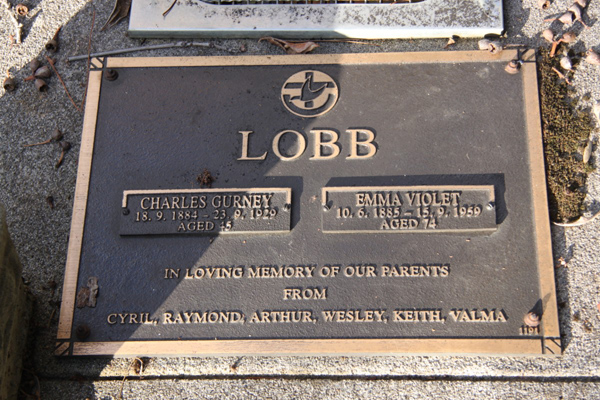 LOBB
CHARLES GURNEY
18. 9. 1884 – 23. 9. 1929
AGED 45
EMMA VIOLET
10. 6. 1885 – 15. 9. 1959
AGED 74
IN LOVING MEMORY OF OUR PARENTS
FROM
CYRIL, RAYMOND, ARTHUR, WESLEY, KEITH, VALMA
1191